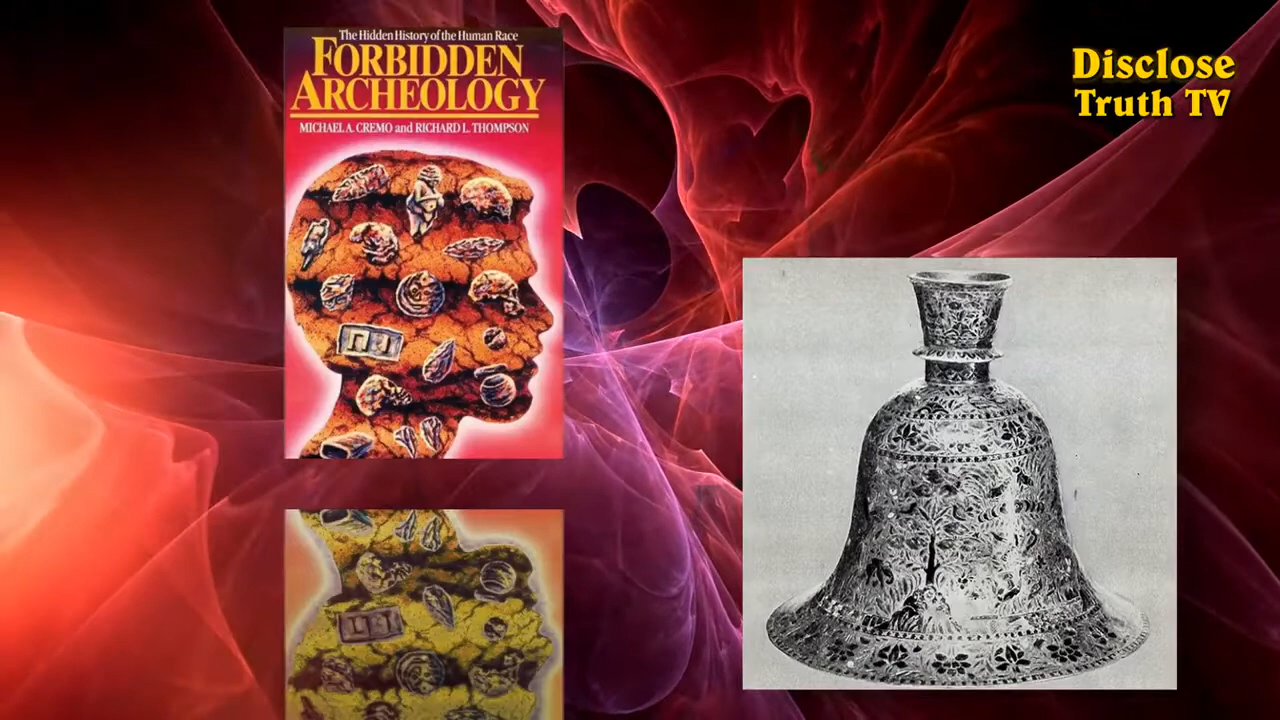 The Hidden History of the Human Race
FORBIDDEN
ARCHEOLOGY
MICHAEL A. CREMO and RICHARD L. THOMPSON
Disclose
Truth TV